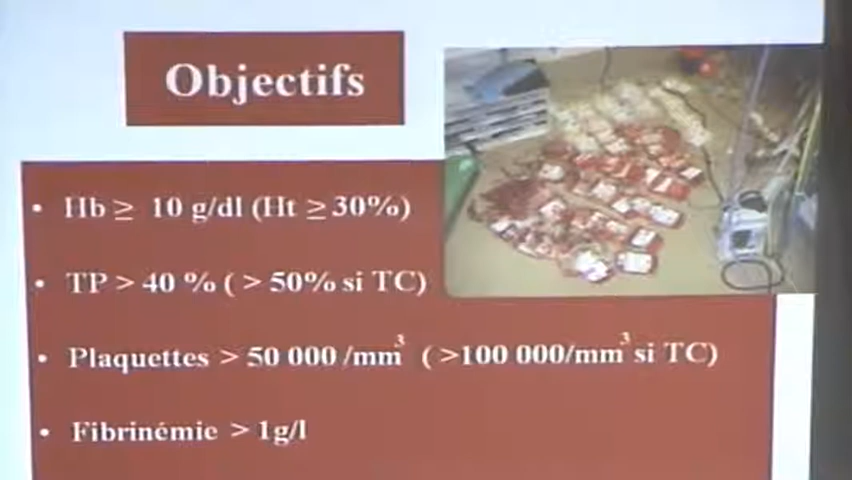 Objectifs
• Hb ≥ 10 g/dl (Ht ≥ 30%)
• TP > 40 % ( > 50% si TC)
• Plaquettes > 50 000 /mm³ ( >100 000/mm³ si TC)
• Fibrinémie > 1g/l